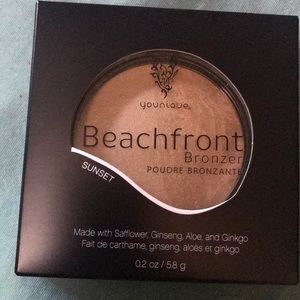 younique
Beachfront
Bronzer
POUDRE BRONZANTE
SUNSET
Made with Safflower, Ginseng, Aloe, and Ginkgo
Fait de carthame, ginseng, aloès et ginkgo
0.2 oz / 5.8 g